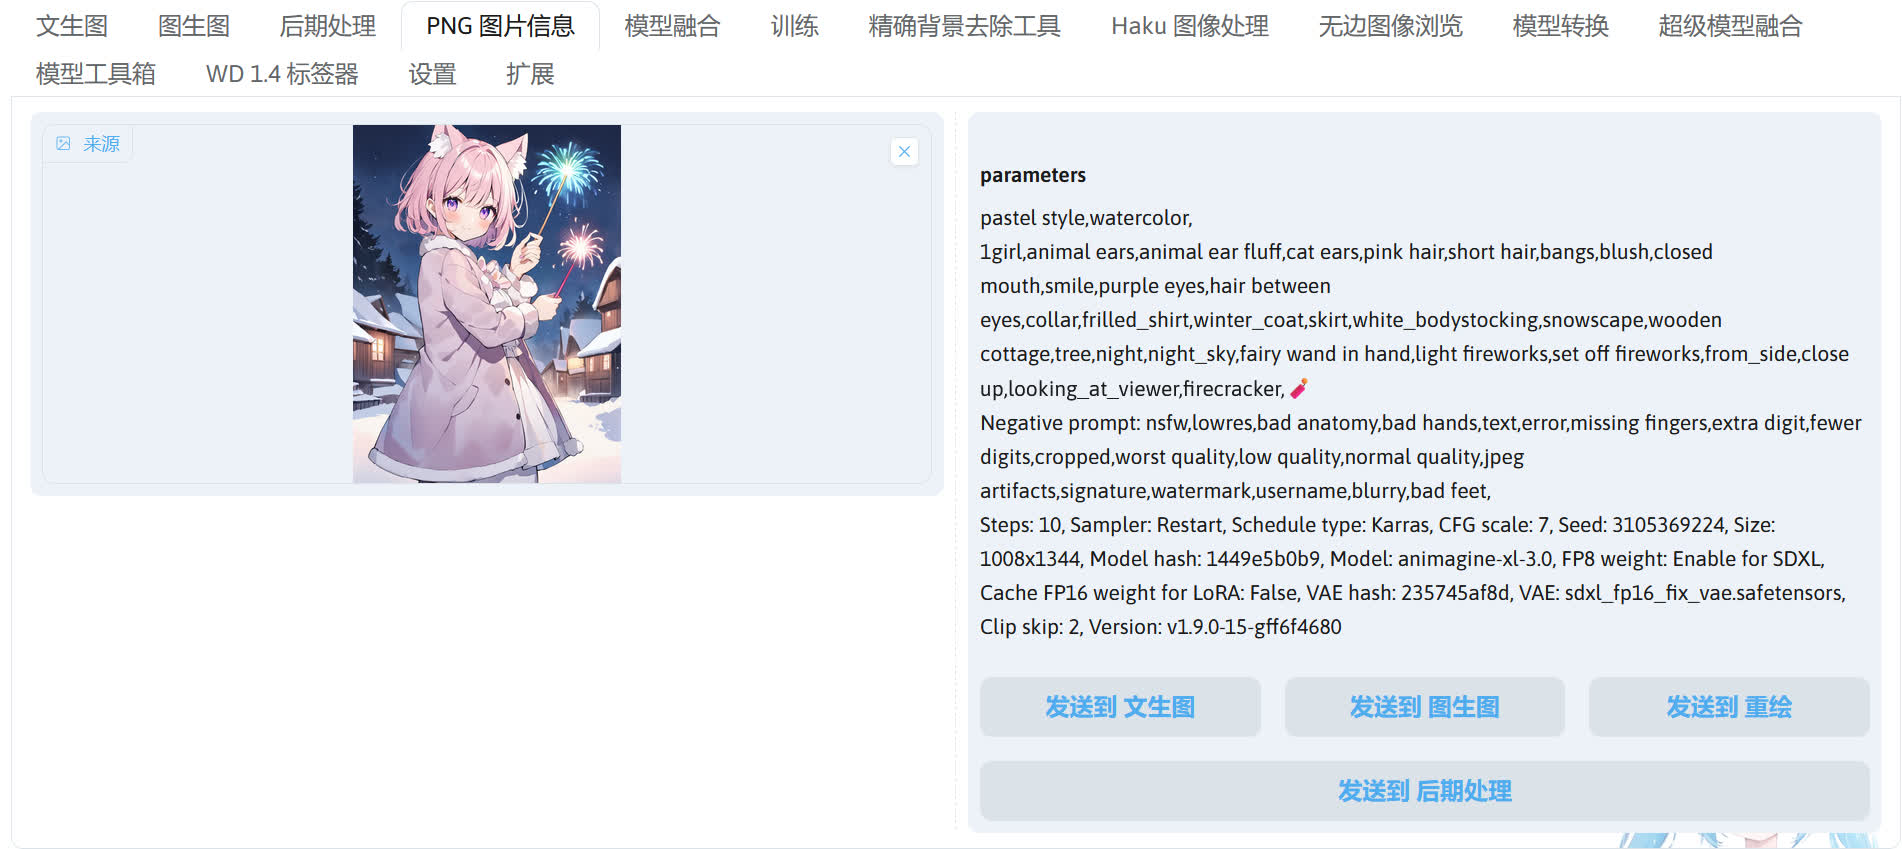 文生图 图生图 后期处理 PNG 图片信息 模型融合 训练 精确背景去除工具 Haku 图像处理 无边图像浏览 模型转换 超级模型融合
模型工具箱 WD 1.4 标签器 设置 扩展
来源
parameters
pastel style,watercolor,
1girl,animal ears,animal ear fluff,cat ears,pink hair,short hair,bangs,blush,closed
mouth,smile,purple eyes,hair between
eyes,collar,frilled_shirt,winter_coat,skirt,white_bodystocking,snowscape,wooden
cottage,tree,night,night_sky,fairy wand in hand,light fireworks,set off fireworks,from_side,close
up,looking_at_viewer,firecracker,🧨
Negative prompt: nsfw,lowres,bad anatomy,bad hands,text,error,missing fingers,extra digit,fewer
digits,cropped,worst quality,low quality,normal quality,jpeg
artifacts,signature,watermark,username,blurry,bad feet,
Steps: 10, Sampler: Restart, Schedule type: Karras, CFG scale: 7, Seed: 3105369224, Size:
1008x1344, Model hash: 1449e5b0b9, Model: animagine-xl-3.0, FP8 weight: Enable for SDXL,
Cache FP16 weight for LoRA: False, VAE hash: 235745af8d, VAE: sdxl_fp16_fix_vae.safetensors,
Clip skip: 2, Version: v1.9.0-15-gff6f4680
发送到 文生图 发送到 图生图 发送到 重绘
发送到 后期处理